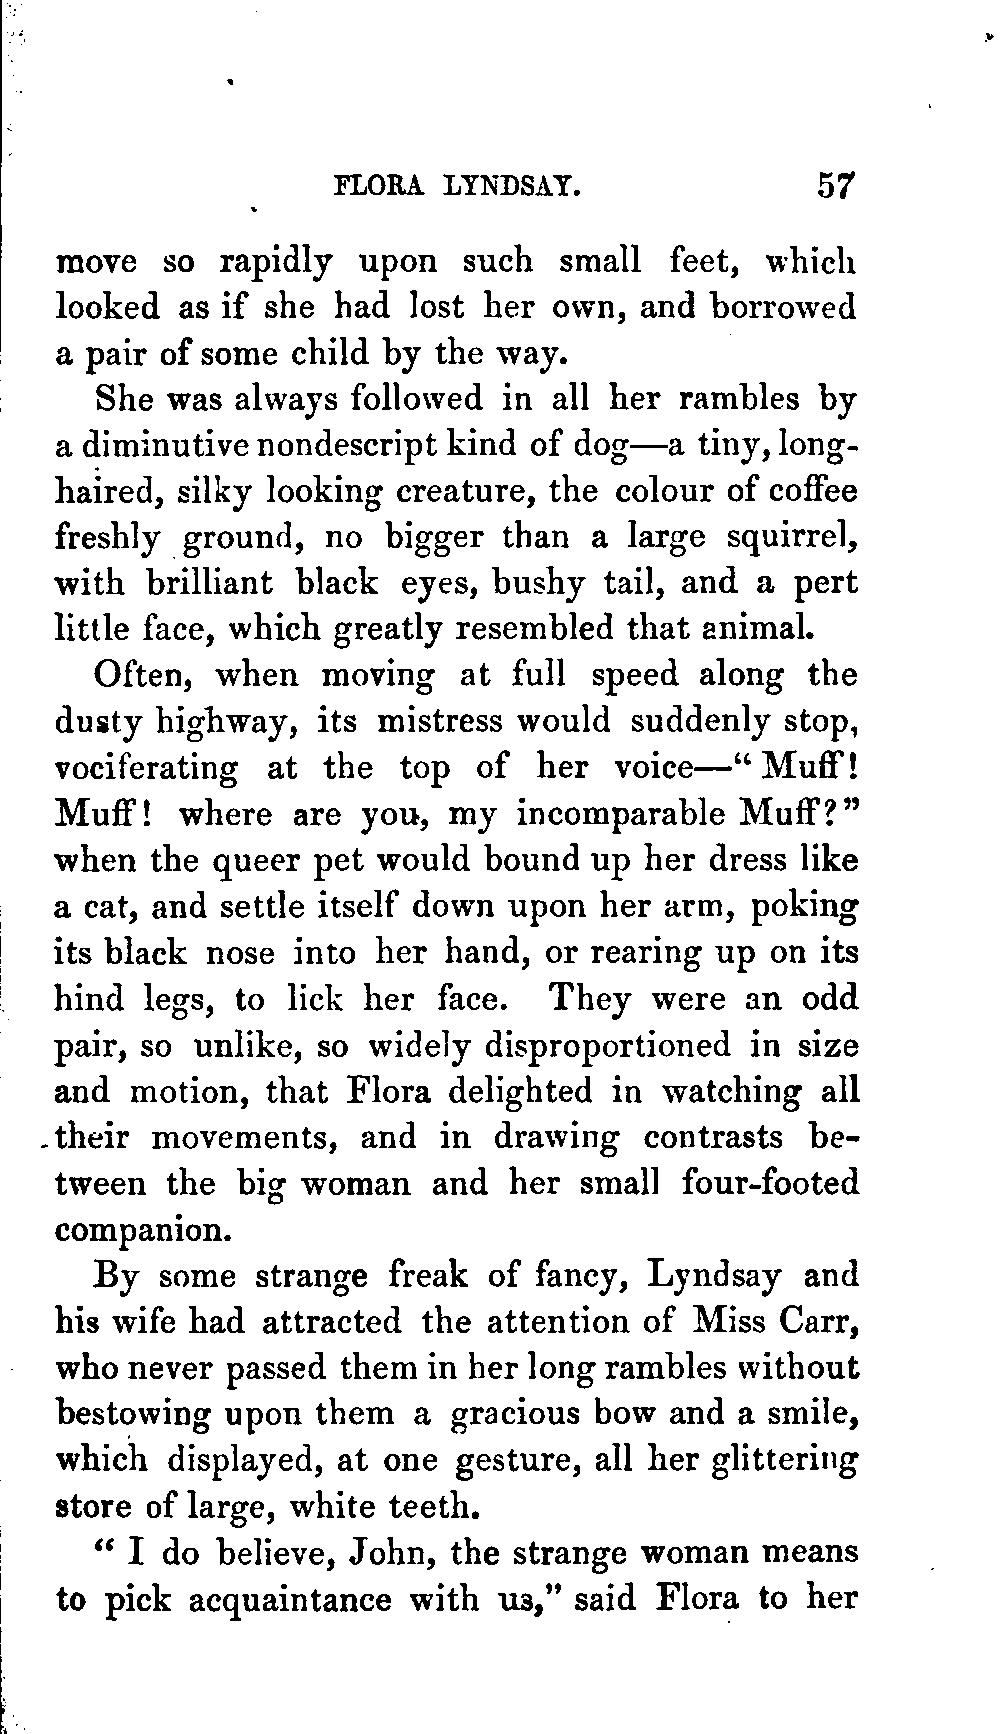 FLORA LYNDSAY. 57
move so rapidly upon such small feet, which
looked as if she had lost her own, and borrowed
a pair of some child by the way.
She was always followed in all her rambles by
a diminutive nondescript kind of dog—a tiny, long-
haired, silky looking creature, the colour of coffee
freshly ground, no bigger than a large squirrel,
with brilliant black eyes, bushy tail, and a pert
little face, which greatly resembled that animal.
Often, when moving at full speed along the
dusty highway, its mistress would suddenly stop,
vociferating at the top of her voice—“ Muff!
Muff! where are you, my incomparable Muff?”
when the queer pet would bound up her dress like
a cat, and settle itself down upon her arm, poking
its black nose into her hand, or rearing up on its
hind legs, to lick her face. They were an odd
pair, so unlike, so widely disproportioned in size
and motion, that Flora delighted in watching all
their movements, and in drawing contrasts be-
tween the big woman and her small four-footed
companion.
By some strange freak of fancy, Lyndsay and
his wife had attracted the attention of Miss Carr,
who never passed them in her long rambles without
bestowing upon them a gracious bow and a smile,
which displayed, at one gesture, all her glittering
store of large, white teeth.
“ I do believe, John, the strange woman means
to pick acquaintance with us,” said Flora to her